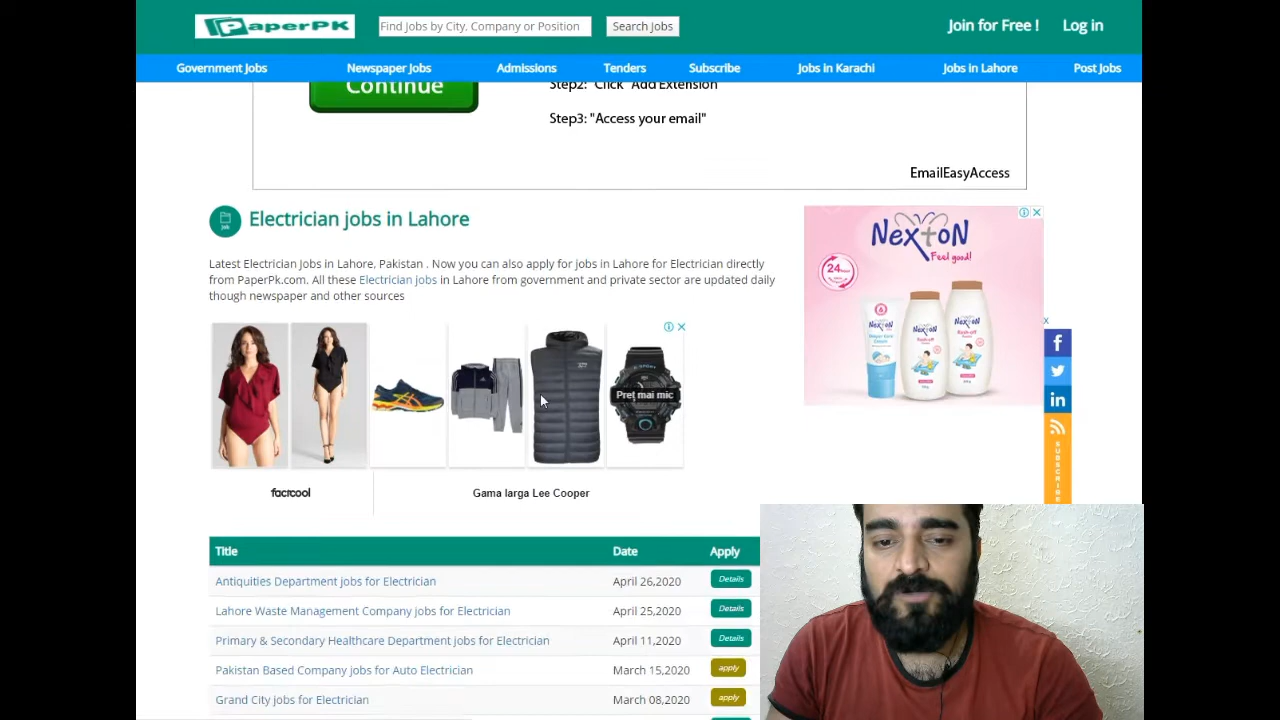 PaperPK
Find Jobs by City, Company or Position
Search Jobs
Join for Free !
Log in
Government Jobs
Newspaper Jobs
Admissions
Tenders
Subscribe
Jobs in Karachi
Jobs in Lahore
Post Jobs
Continue
Step2: "Click "Add Extension"
Step3: "Access your email"
EmailEasyAccess
Job
Electrician jobs in Lahore
Latest Electrician Jobs in Lahore, Pakistan . Now you can also apply for jobs in Lahore for Electrician directly
from PaperPk.com. All these Electrician jobs in Lahore from government and private sector are updated daily
though newspaper and other sources
Nexton
Feel good!
24
Preț mai mic
factcool
Gama larga Lee Cooper
X
SUBSCRIBE
Title Date Apply
Antiquities Department jobs for Electrician April 26,2020 Details
Lahore Waste Management Company jobs for Electrician April 25,2020 Details
Primary & Secondary Healthcare Department jobs for Electrician April 11,2020 Details
Pakistan Based Company jobs for Auto Electrician March 15,2020 apply
Grand City jobs for Electrician March 08,2020 apply